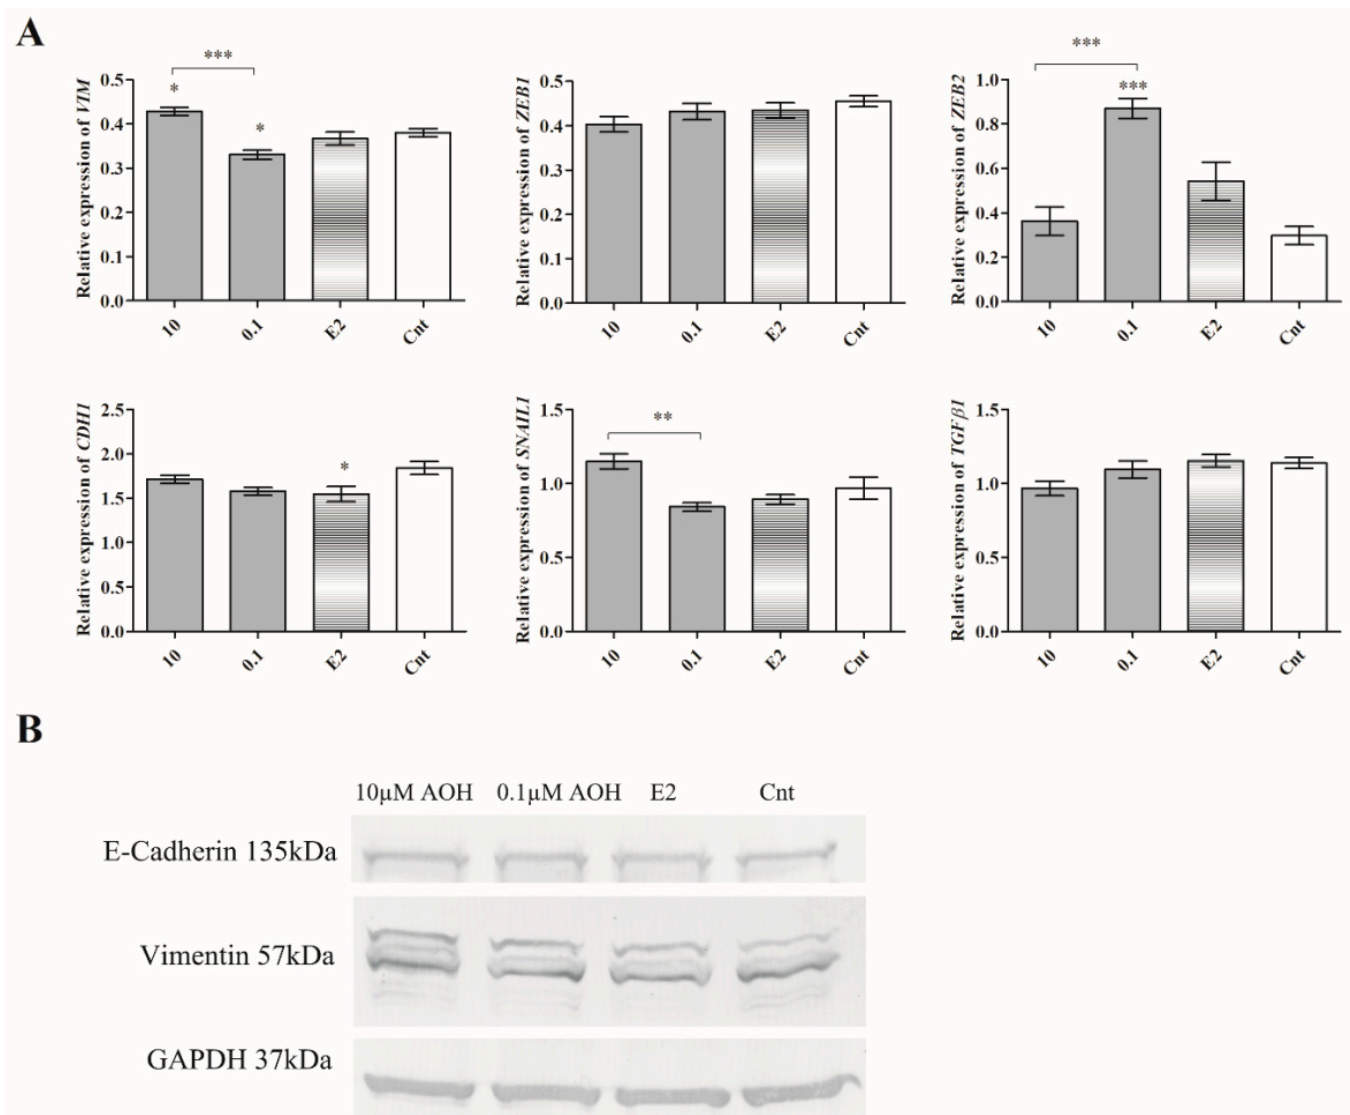 A
Relative expression of VIM
0.5
0.4
0.3
0.2
0.1
0.0
***
*
*
10
0.1
E2
Cnt
Relative expression of ZEB1
0.5
0.4
0.3
0.2
0.1
0.0
10
0.1
E2
Cnt
Relative expression of ZEB2
1.0
0.8
0.6
0.4
0.2
0.0
***
***
10
0.1
E2
Cnt
Relative expression of CDH1
2.5
2.0
1.5
1.0
0.5
0.0
*
10
0.1
E2
Cnt
Relative expression of SNAIL1
1.5
1.0
0.5
0.0
**
10
0.1
E2
Cnt
Relative expression of TGFβ1
1.5
1.0
0.5
0.0
10
0.1
E2
Cnt
B
10μM AOH 0.1μM AOH E2 Cnt
E-Cadherin 135kDa
Vimentin 57kDa
GAPDH 37kDa